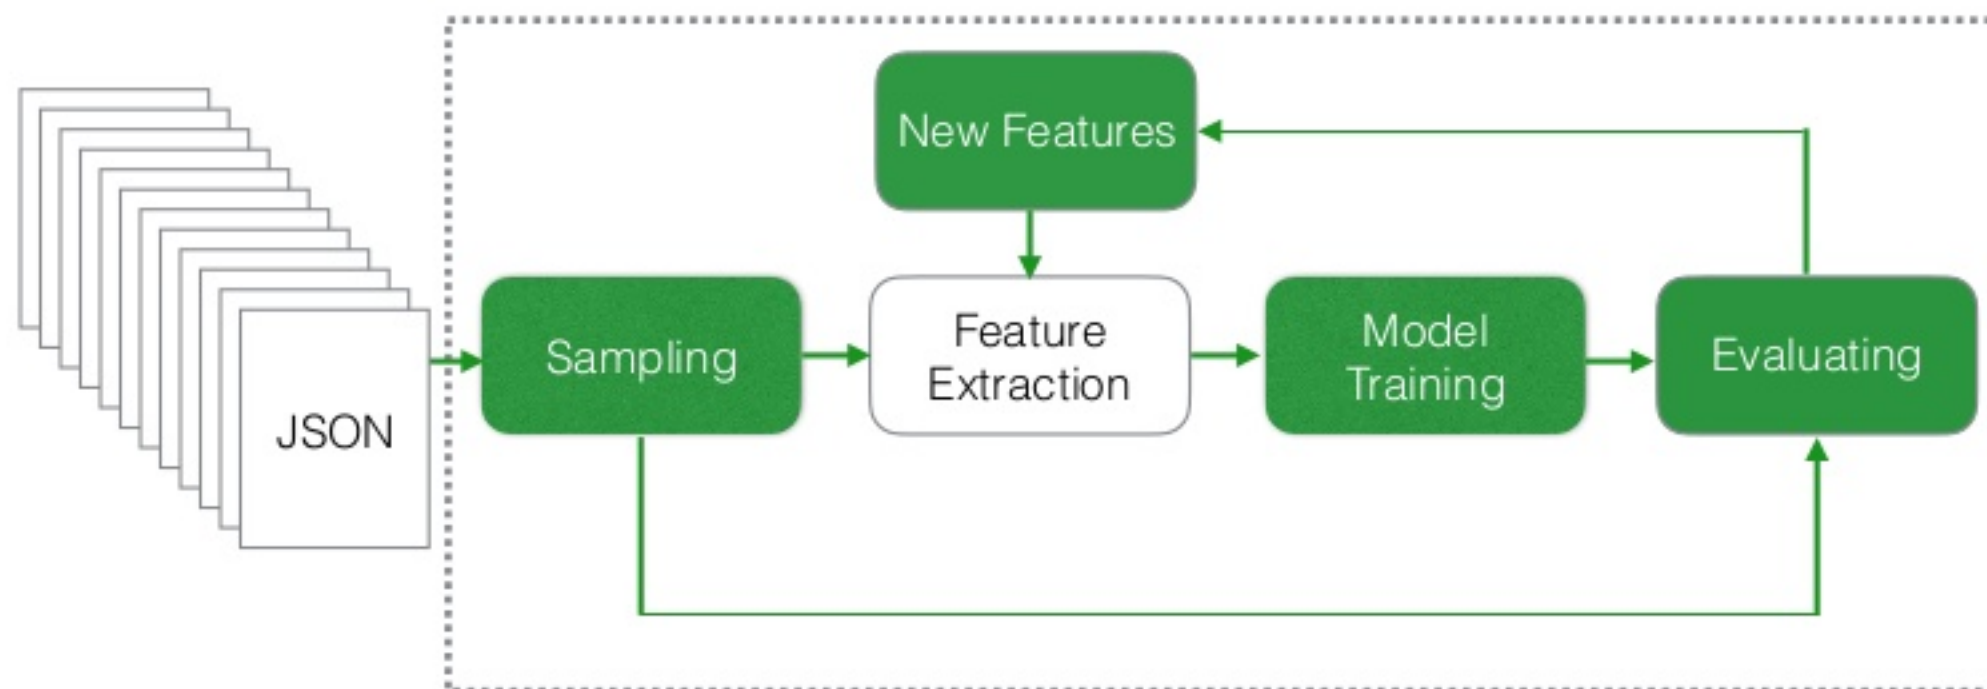 New Features
JSON
Sampling
Feature
Extraction
Model
Training
Evaluating